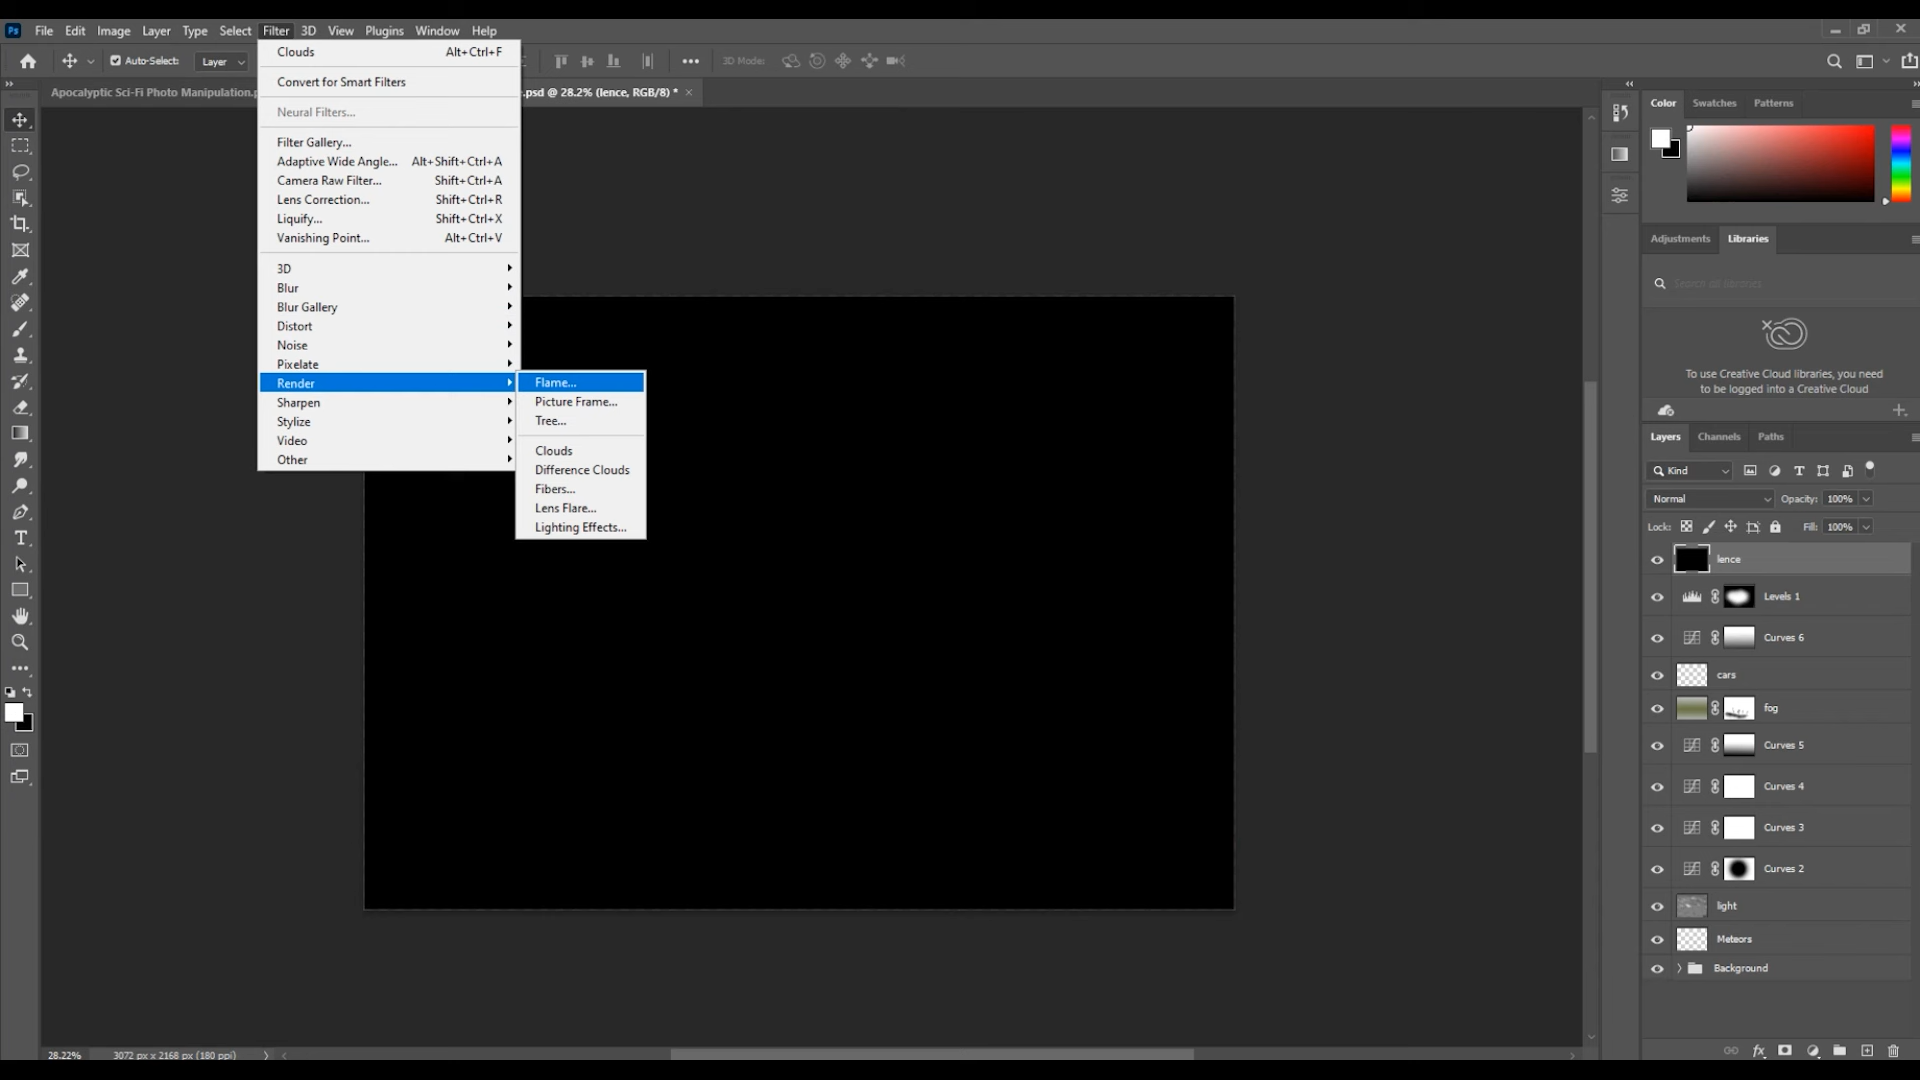 Ps File Edit Image Layer Type Select Filter 3D View Plugins Window Help
Auto-Select: Layer 3D Mode:
Apocalyptic Sci-Fi Photo Manipulation.p .psd @ 28.2% (lence, RGB/8) *
Clouds Alt+Ctrl+F
Convert for Smart Filters
Neural Filters...
Filter Gallery...
Adaptive Wide Angle... Alt+Shift+Ctrl+A
Camera Raw Filter... Shift+Ctrl+A
Lens Correction... Shift+Ctrl+R
Liquify... Shift+Ctrl+X
Vanishing Point... Alt+Ctrl+V
3D
Blur
Blur Gallery
Distort
Noise
Pixelate
Render
Sharpen
Stylize
Video
Other
Flame...
Picture Frame...
Tree...
Clouds
Difference Clouds
Fibers...
Lens Flare...
Lighting Effects...
Color Swatches Patterns
Adjustments Libraries
Search all libraries
To use Creative Cloud libraries, you need
to be logged into a Creative Cloud
Layers Channels Paths
Kind
Normal Opacity: 100%
Lock: Fill: 100%
lence
Levels 1
Curves 6
cars
fog
Curves 5
Curves 4
Curves 3
Curves 2
light
Meteors
Background
28.22% 3072 px x 2168 px (180 ppi)